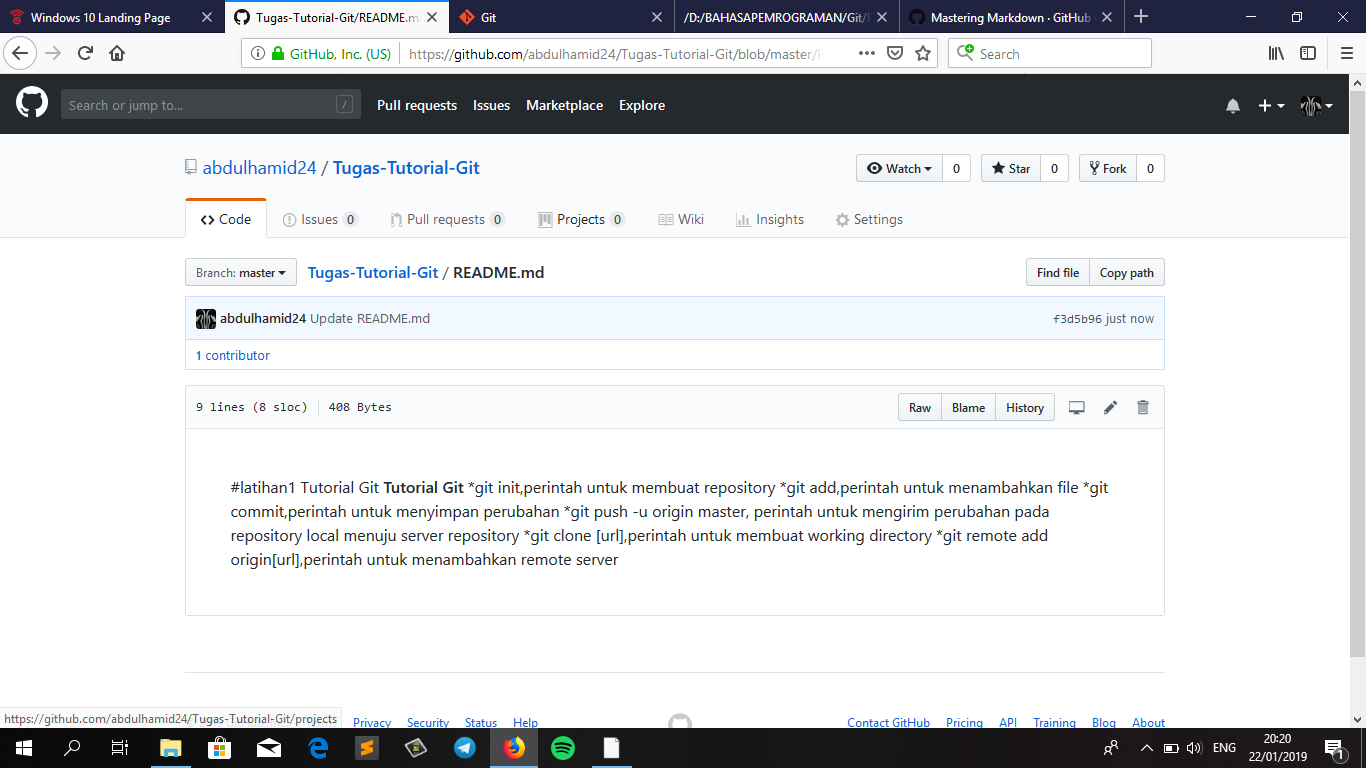 Windows 10 Landing Page
Tugas-Tutorial-Git/README.m
Git
/D:/BAHASAPEMROGRAMAN/Git/
Mastering Markdown · GitHub
GitHub, Inc. (US)
https://github.com/abdulhamid24/Tugas-Tutorial-Git/blob/master/
Search
Search or jump to...
/
Pull requests
Issues
Marketplace
Explore
abdulhamid24 / Tugas-Tutorial-Git
Watch 0
Star 0
Fork 0
Code
Issues 0
Pull requests 0
Projects 0
Wiki
Insights
Settings
Branch: master
Tugas-Tutorial-Git / README.md
Find file
Copy path
abdulhamid24 Update README.md
f3d5b96 just now
1 contributor
9 lines (8 sloc) 408 Bytes
Raw
Blame
History
#latihan1 Tutorial Git Tutorial Git *git init,perintah untuk membuat repository *git add,perintah untuk menambahkan file *git
commit,perintah untuk menyimpan perubahan *git push -u origin master, perintah untuk mengirim perubahan pada
repository local menuju server repository *git clone [url],perintah untuk membuat working directory *git remote add
origin[url],perintah untuk menambahkan remote server
https://github.com/abdulhamid24/Tugas-Tutorial-Git/projects
Privacy
Security
Status
Help
Contact GitHub
Pricing
API
Training
Blog
About
ENG
20:20
22/01/2019
1